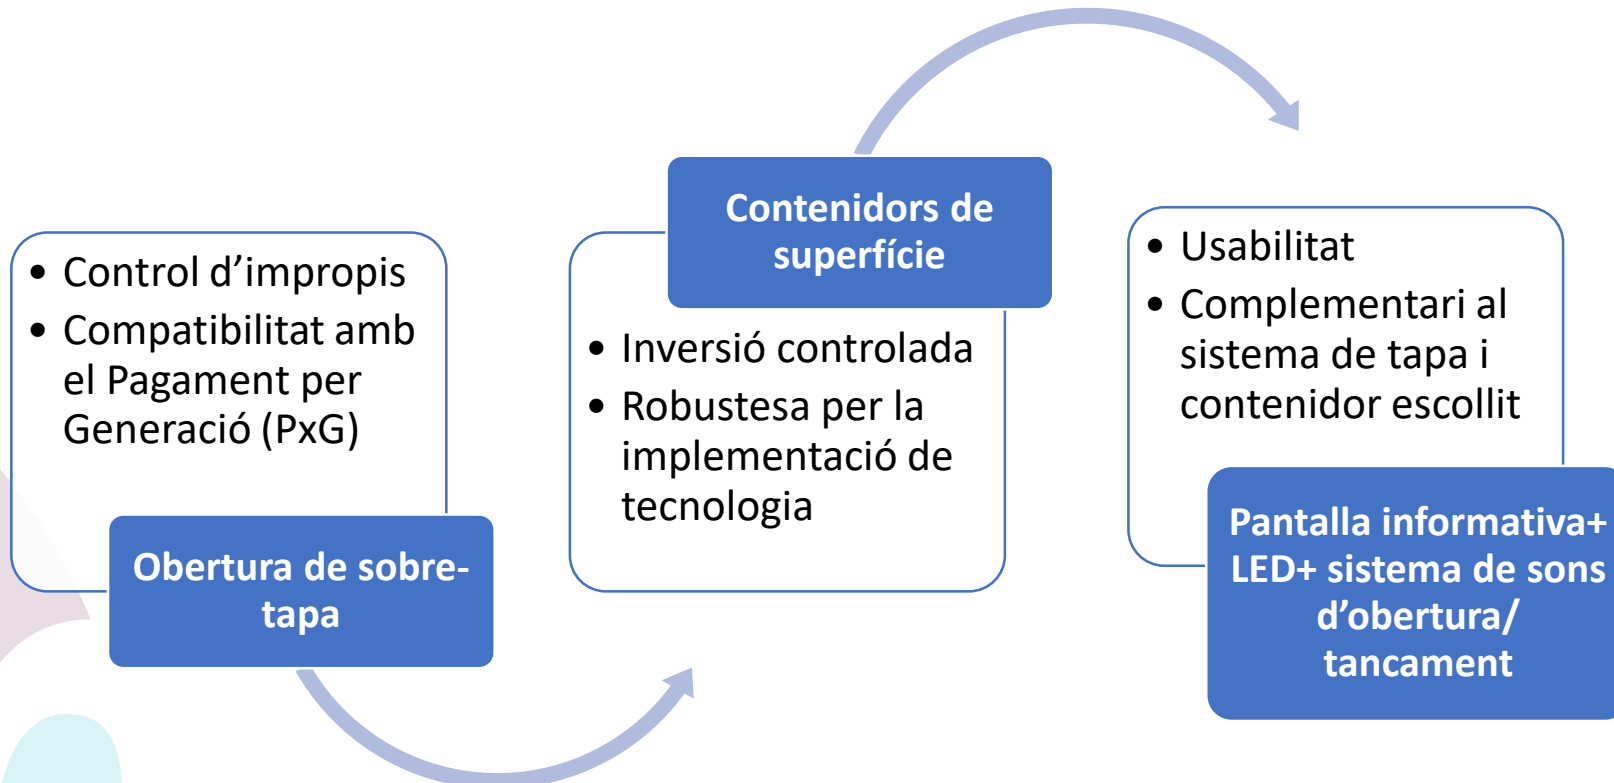 • Control d’impropis
• Compatibilitat amb
el Pagament per
Generació (PxG)
Obertura de sobre-
tapa
Contenidors de
superfície
• Inversió controlada
• Robustesa per la
implementació de
tecnologia
• Usabilitat
• Complementari al
sistema de tapa i
contenidor escollit
Pantalla informativa+
LED+ sistema de sons
d’obertura/
tancament